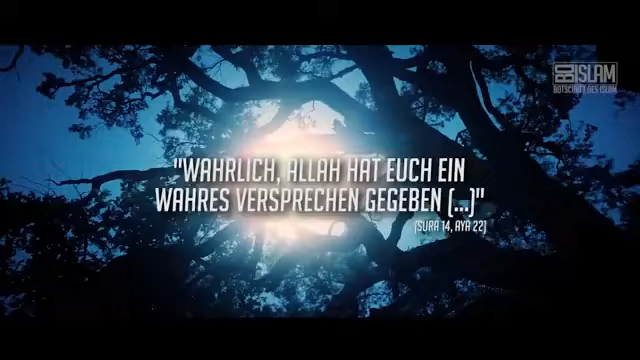 ISLAM
BOTSCHAFT DES ISLAM
"WAHRLICH, ALLAH HAT EUCH EIN
WAHRES VERSPRECHEN GEGEBEN (...)"
(SURA 14, AYA 22)